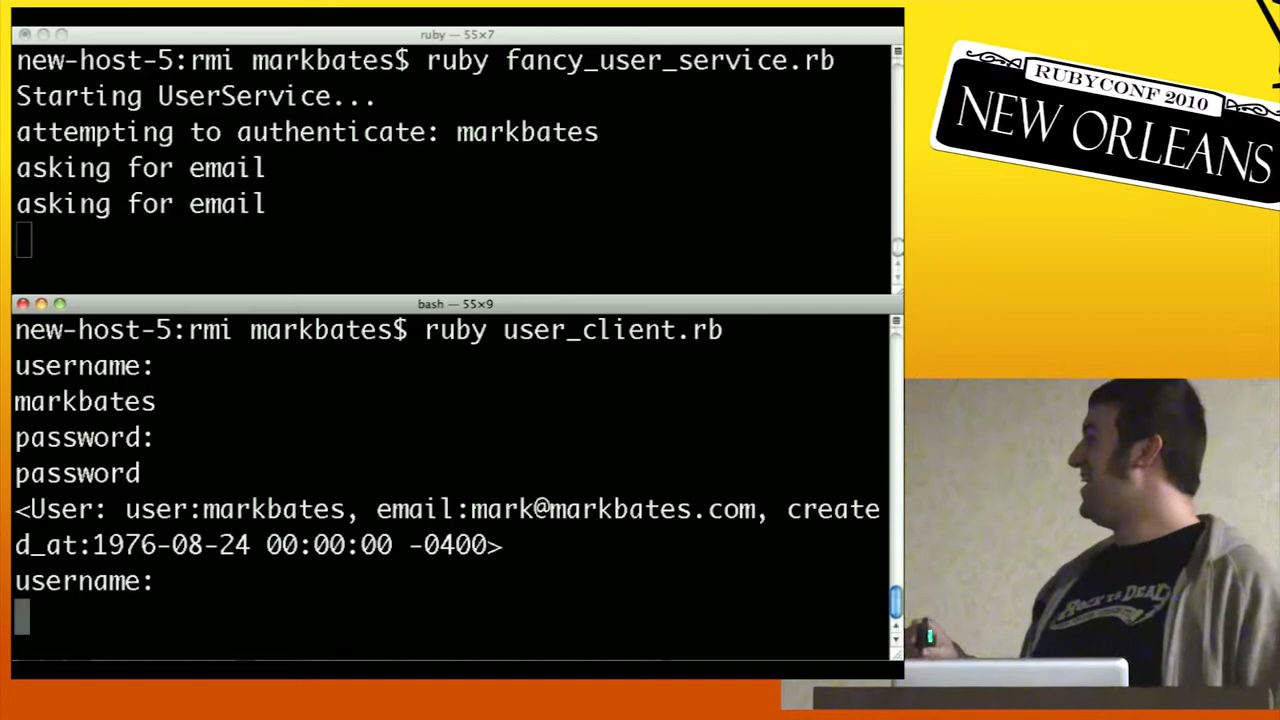 ruby — 55×7
new-host-5:rmi markbates$ ruby fancy_user_service.rb
Starting UserService...
attempting to authenticate: markbates
asking for email
asking for email
bash — 55×9
new-host-5:rmi markbates$ ruby user_client.rb
username:
markbates
password:
password
<User: user:markbates, email:mark@markbates.com, create
d_at:1976-08-24 00:00:00 -0400>
username:
RUBYCONF 2010
NEW ORLEANS
ROCK IS DEAD